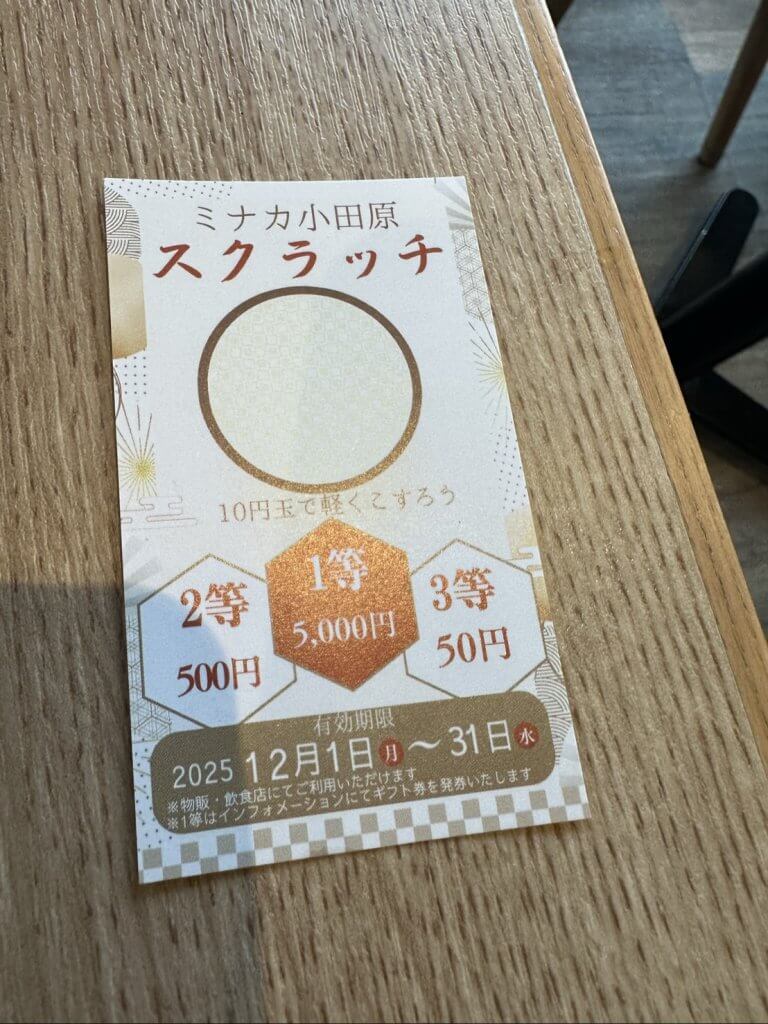 ミナカ小田原
スクラッチ
10円玉で軽くこすろう
1等
5,000円
2等
500円
3等
50円
有効期限
2025 12月1日月～31日水
※物販・飲食店にてご利用いただけます
※1等はインフォメーションにてギフト券を発券いたします